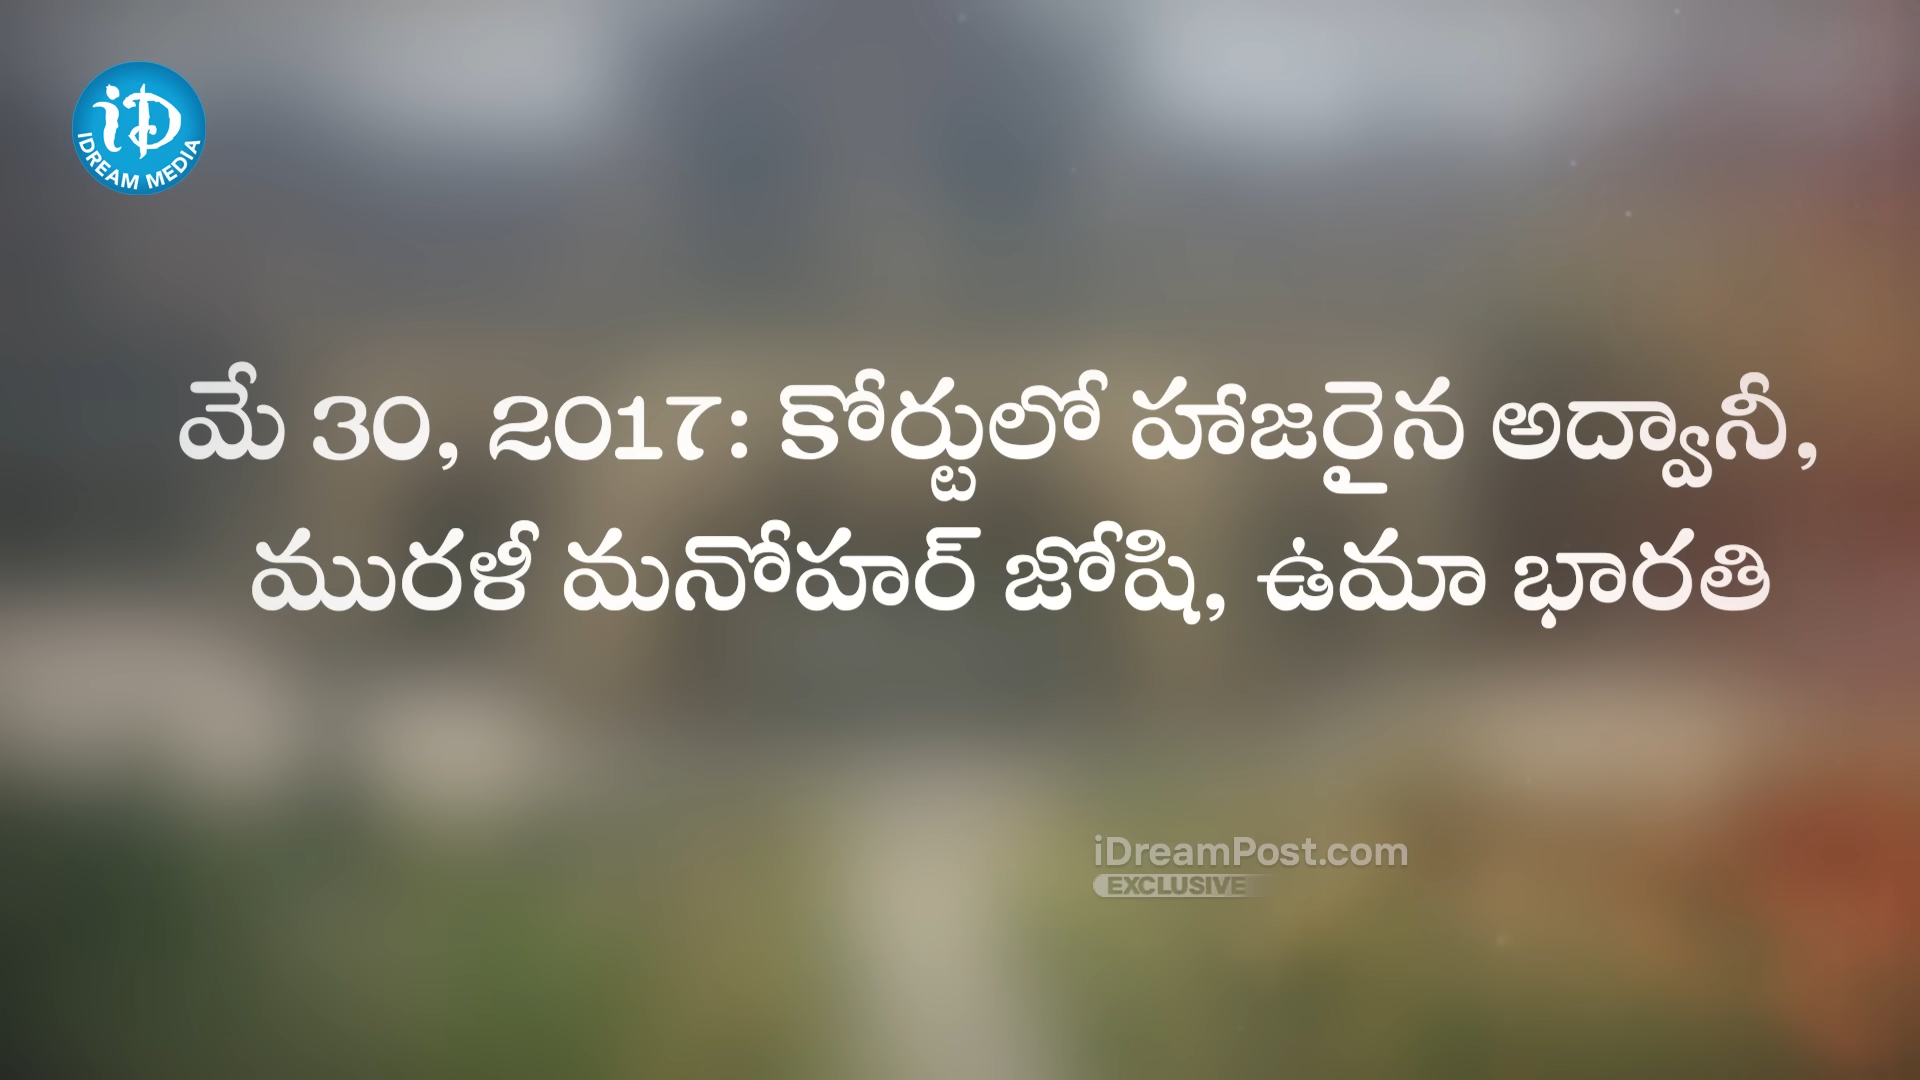 iD
IDREAM MEDIA
మే 30, 2017: కోర్టులో హాజరైన అద్వానీ,
మురళీ మనోహర్ జోషి, ఉమా భారతి
iDreamPost.com
EXCLUSIVE